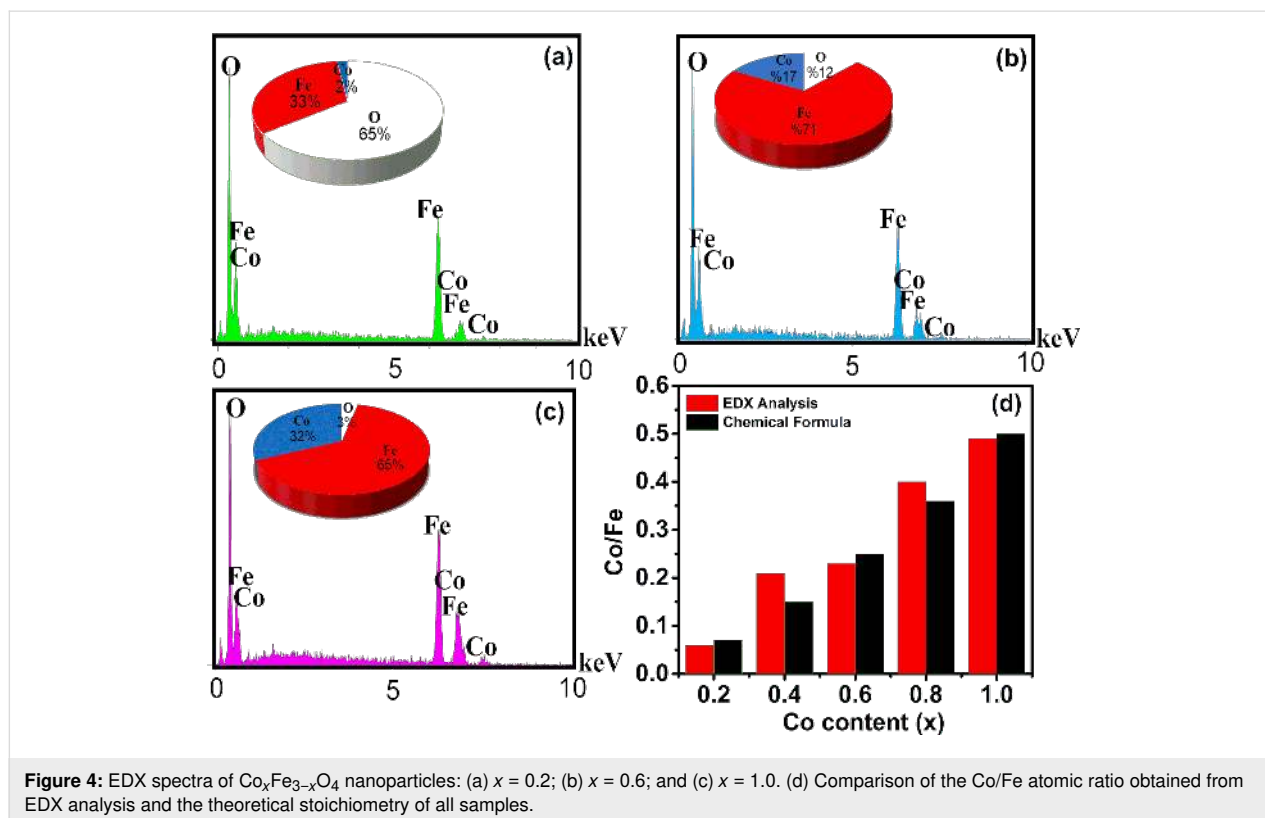 (a)
O
Co
2%
Fe
33%
O
65%
Fe
Co
Fe
Co
Fe
Co
keV
0 5 10
(b)
O
Co
%17
O
%12
Fe
%71
Fe
Co
Fe
Co
Fe
Co
keV
0 5 10
(c)
O
Co
32%
O
3%
Fe
65%
Fe
Co
Fe
Co
Fe
Co
keV
0 5 10
(d)
EDX Analysis
Chemical Formula
Co/Fe
0.6
0.5
0.4
0.3
0.2
0.1
0.0
0.2 0.4 0.6 0.8 1.0
Co content (x)
Figure 4: EDX spectra of CoxFe3−xO4 nanoparticles: (a) x = 0.2; (b) x = 0.6; and (c) x = 1.0. (d) Comparison of the Co/Fe atomic ratio obtained from
EDX analysis and the theoretical stoichiometry of all samples.